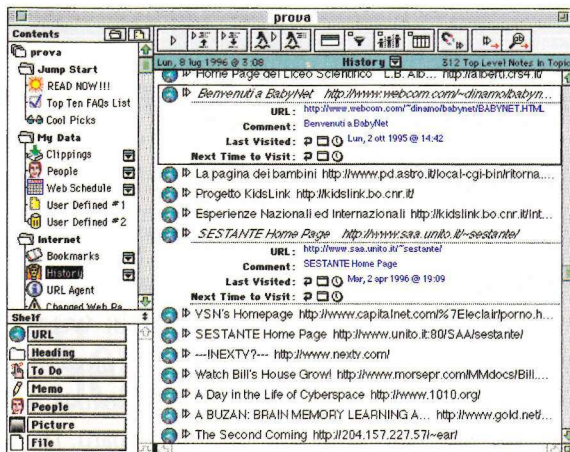 prova
Contents
prova
Jump Start
READ NOW!!!
Top Ten FAQs List
Cool Picks
My Data
Clippings
People
Web Schedule
User Defined #1
User Defined #2
Internet
Bookmarks
History
URL Agent
Changed Web Pa
Shelf
URL
Heading
To Do
Memo
People
Picture
File
Lun, 8 lug 1996 @ 3:08 History 312 Top Level Notes In Topic
Home Page del Liceo Scientifico "L.B. Alb... http://alberti.crs4.it/
Benvenuti a BabyNet http://www.webcom.com/~dinamo/babyn...
URL: http://www.webcom.com/~dinamo/babynet/BABYNET.HTML
Comment: Benvenuti a BabyNet
Last Visited: Lun, 2 ott 1995 @ 14:42
Next Time to Visit:
La pagina dei bambini http://www.pd.astro.it/local-cgi-bin/ritorna....
Progetto KidsLink http://kidslink.bo.cnr.it/
Esperienze Nazionali ed Internazionali http://kidslink.bo.cnr.it/Int...
SESTANTE Home Page http://www.saa.unito.it/~sestante/
URL: http://www.saa.unito.it/~sestante/
Comment: SESTANTE Home Page
Last Visited: Mar, 2 apr 1996 @ 19:09
Next Time to Visit:
YSN's Homepage http://www.capitalnet.com/%7Eleclair/porno.h...
SESTANTE Home Page http://www.unito.it:80/SAA/sestante/
---INEXTV?--- http://www.nextv.com/
Watch Bill's House Grow! http://www.morsepr.com/MMdocs/Bill....
A Day in the Life of Cyberspace http://www.1010.org/
A BUZAN: BRAIN MEMORY LEARNING A... http://www.gold.net/...
The Second Coming http://204.157.227.57/~ear/